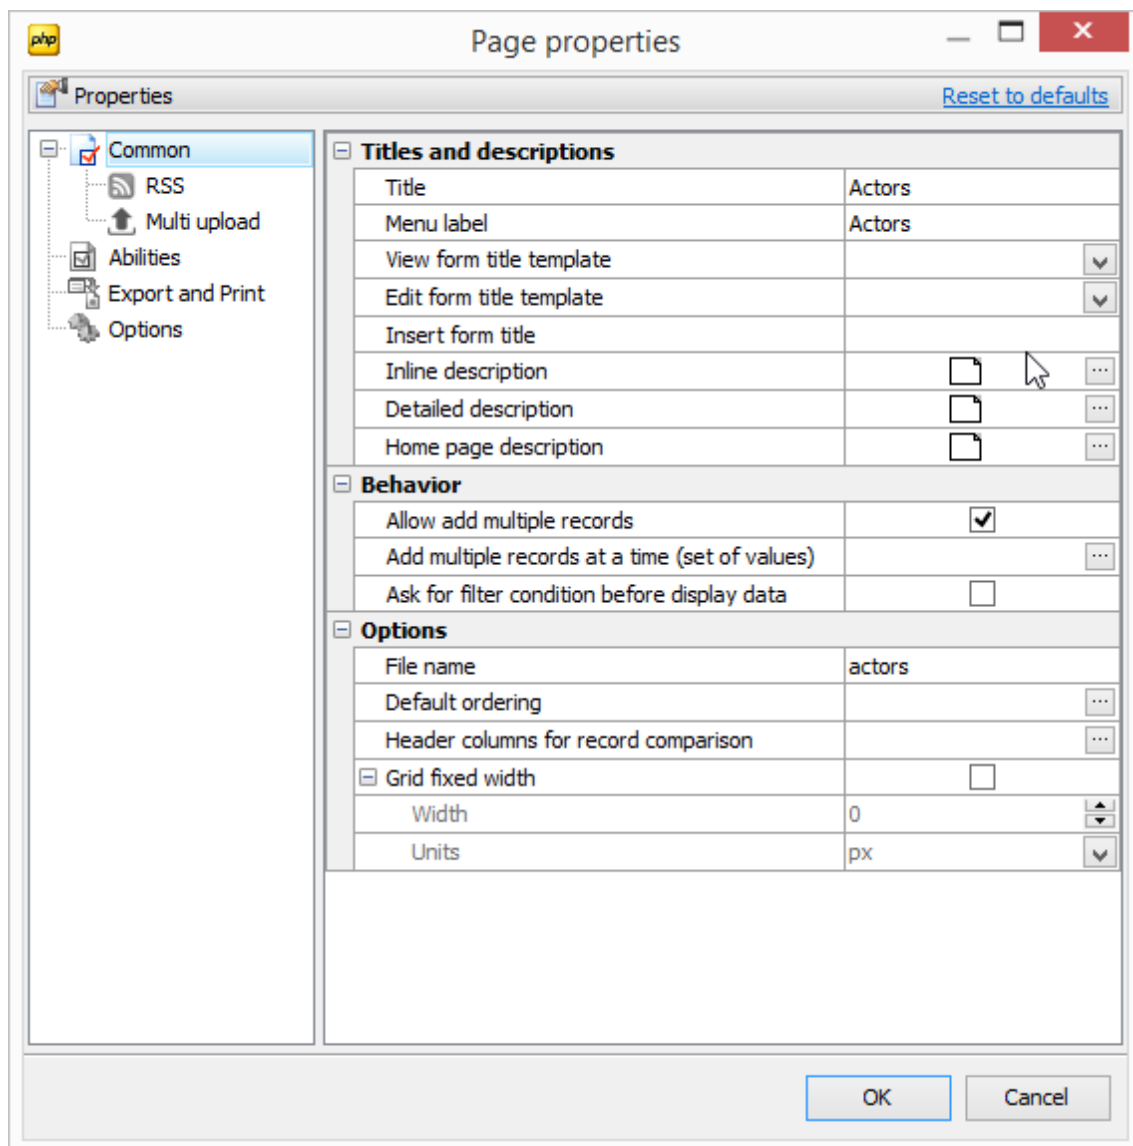 php
Page properties
Properties
Reset to defaults
Common
RSS
Multi upload
Abilities
Export and Print
Options
Titles and descriptions
Title Actors
Menu label Actors
View form title template
Edit form title template
Insert form title
Inline description
Detailed description
Home page description
Behavior
Allow add multiple records
Add multiple records at a time (set of values)
Ask for filter condition before display data
Options
File name actors
Default ordering
Header columns for record comparison
Grid fixed width
Width 0
Units px
OK Cancel